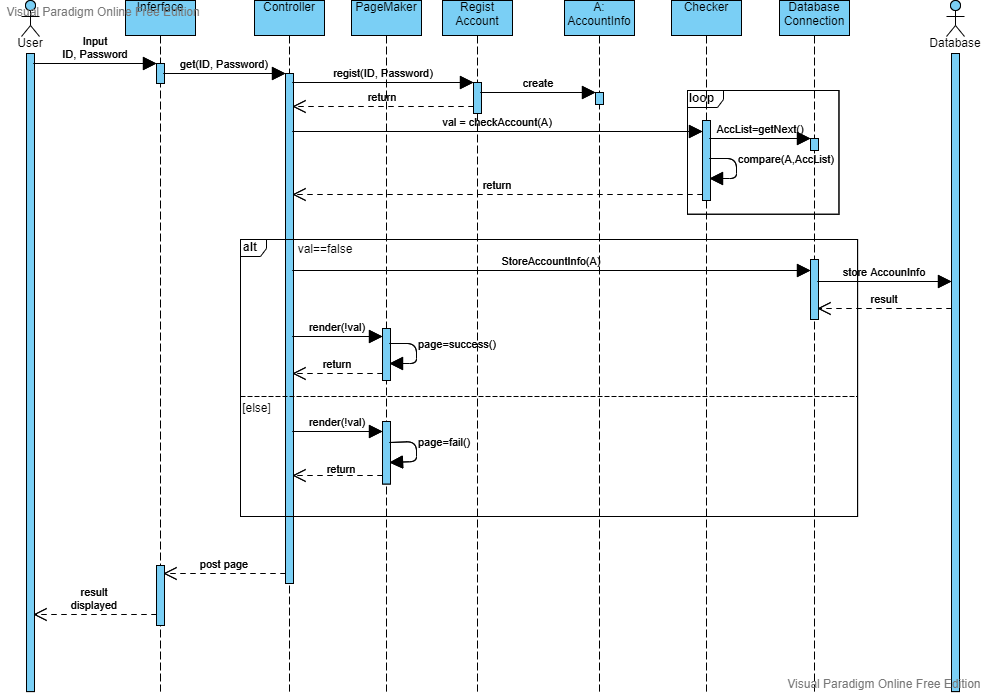 Visual Paradigm Online Free Edition
Inferface
Controller
PageMaker
Regist
Account
A:
AccountInfo
Checker
Database
Connection
User
Database
Input
ID, Password
get(ID, Password)
regist(ID, Password)
create
return
loop
val = checkAccount(A)
AccList=getNext()
compare(A,AccList)
return
alt
val==false
StoreAccountInfo(A)
store AccounInfo
result
render(!val)
page=success()
return
[else]
render(!val)
page=fail()
return
post page
result
displayed
Visual Paradigm Online Free Edition